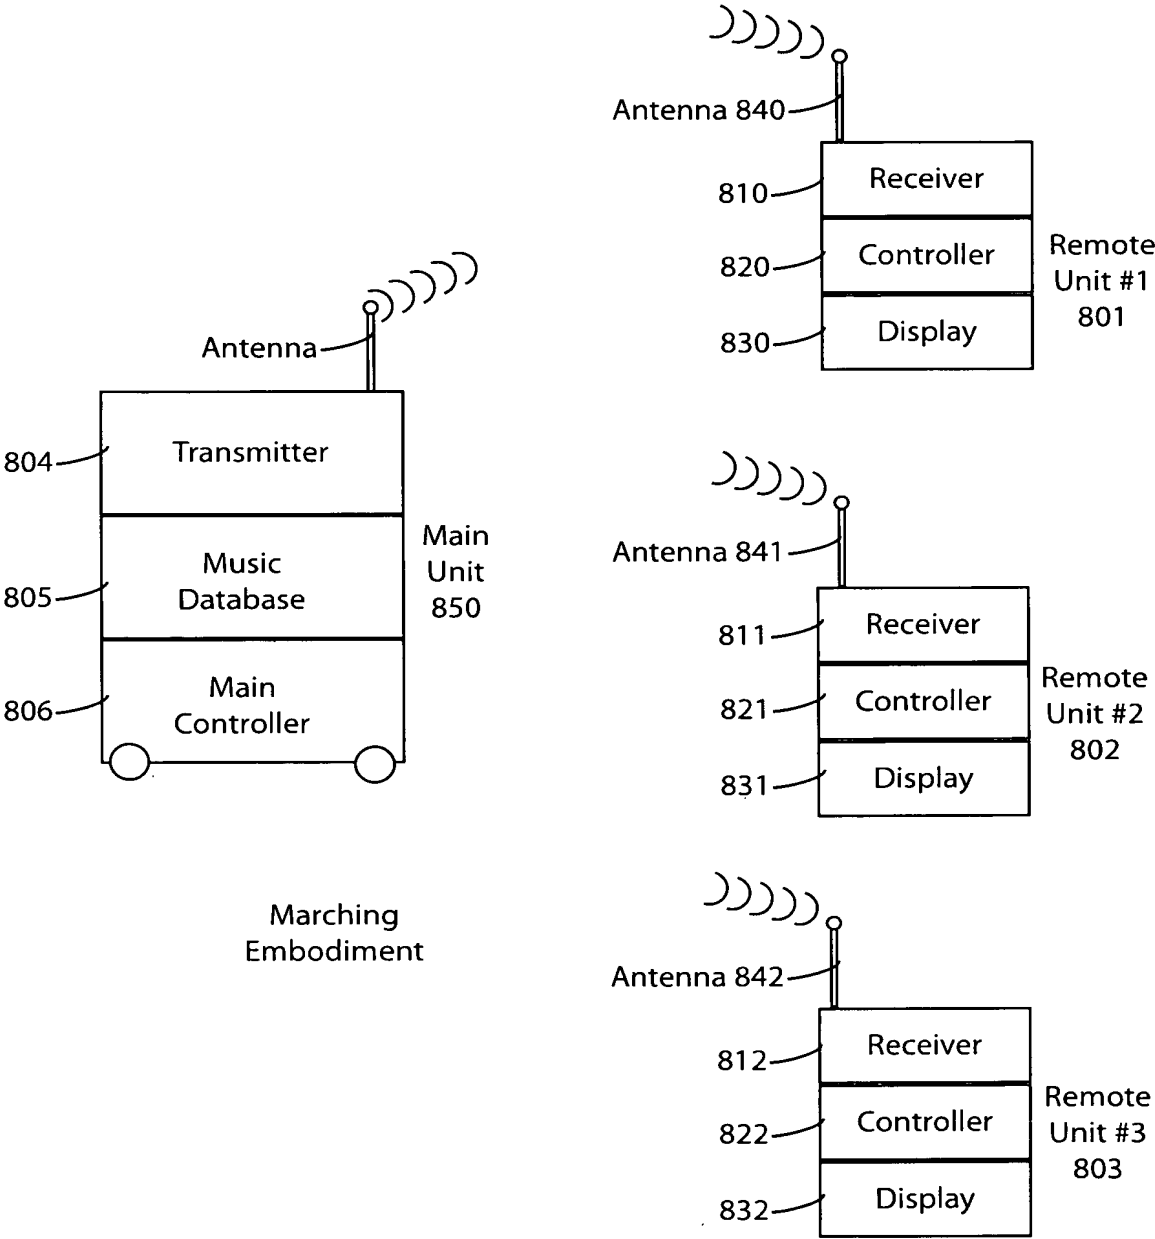 Antenna
804
Transmitter
805
Music
Database
806
Main
Controller
Main
Unit
850
Marching
Embodiment
Antenna 840
810
Receiver
820
Controller
830
Display
Remote
Unit #1
801
Antenna 841
811
Receiver
821
Controller
831
Display
Remote
Unit #2
802
Antenna 842
812
Receiver
822
Controller
832
Display
Remote
Unit #3
803